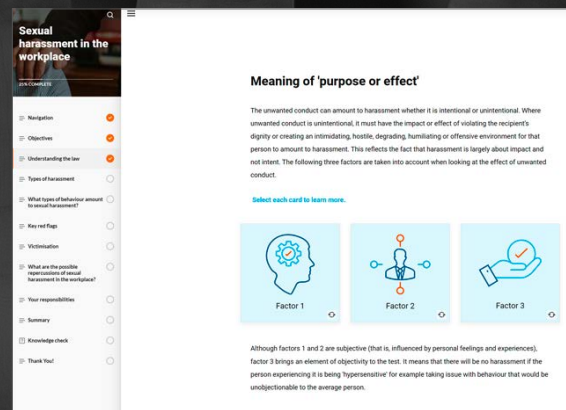 Sexual
harassment in the
workplace
Navigation
Objectives
Understanding the law
Types of harassment
What types of behaviour amount
to sexual harassment?
Key red flags
Victimisation
What are the possible
repercussions of sexual
harassment in the workplace?
Your responsibilities
Summary
Knowledge check
Thank You!
Meaning of 'purpose or effect'
The unwanted conduct can amount to harassment whether it is intentional or unintentional. Where
unwanted conduct is unintentional, it must have the impact or effect of violating the recipient's
dignity or creating an intimidating, hostile, degrading, humiliating or offensive environment for that
person to amount to harassment. This reflects the fact that harassment is largely about impact and
not intent. The following three factors are taken into account when looking at the effect of unwanted
conduct.
Select each card to learn more.
Factor 1
Factor 2
Factor 3
Although factors 1 and 2 are subjective (that is, influenced by personal feelings and experiences),
factor 3 brings an element of objectivity to the test. It means that there will be no harassment if the
person experiencing it is being 'hypersensitive' for example taking issue with behaviour that would be
unobjectionable to the average person.